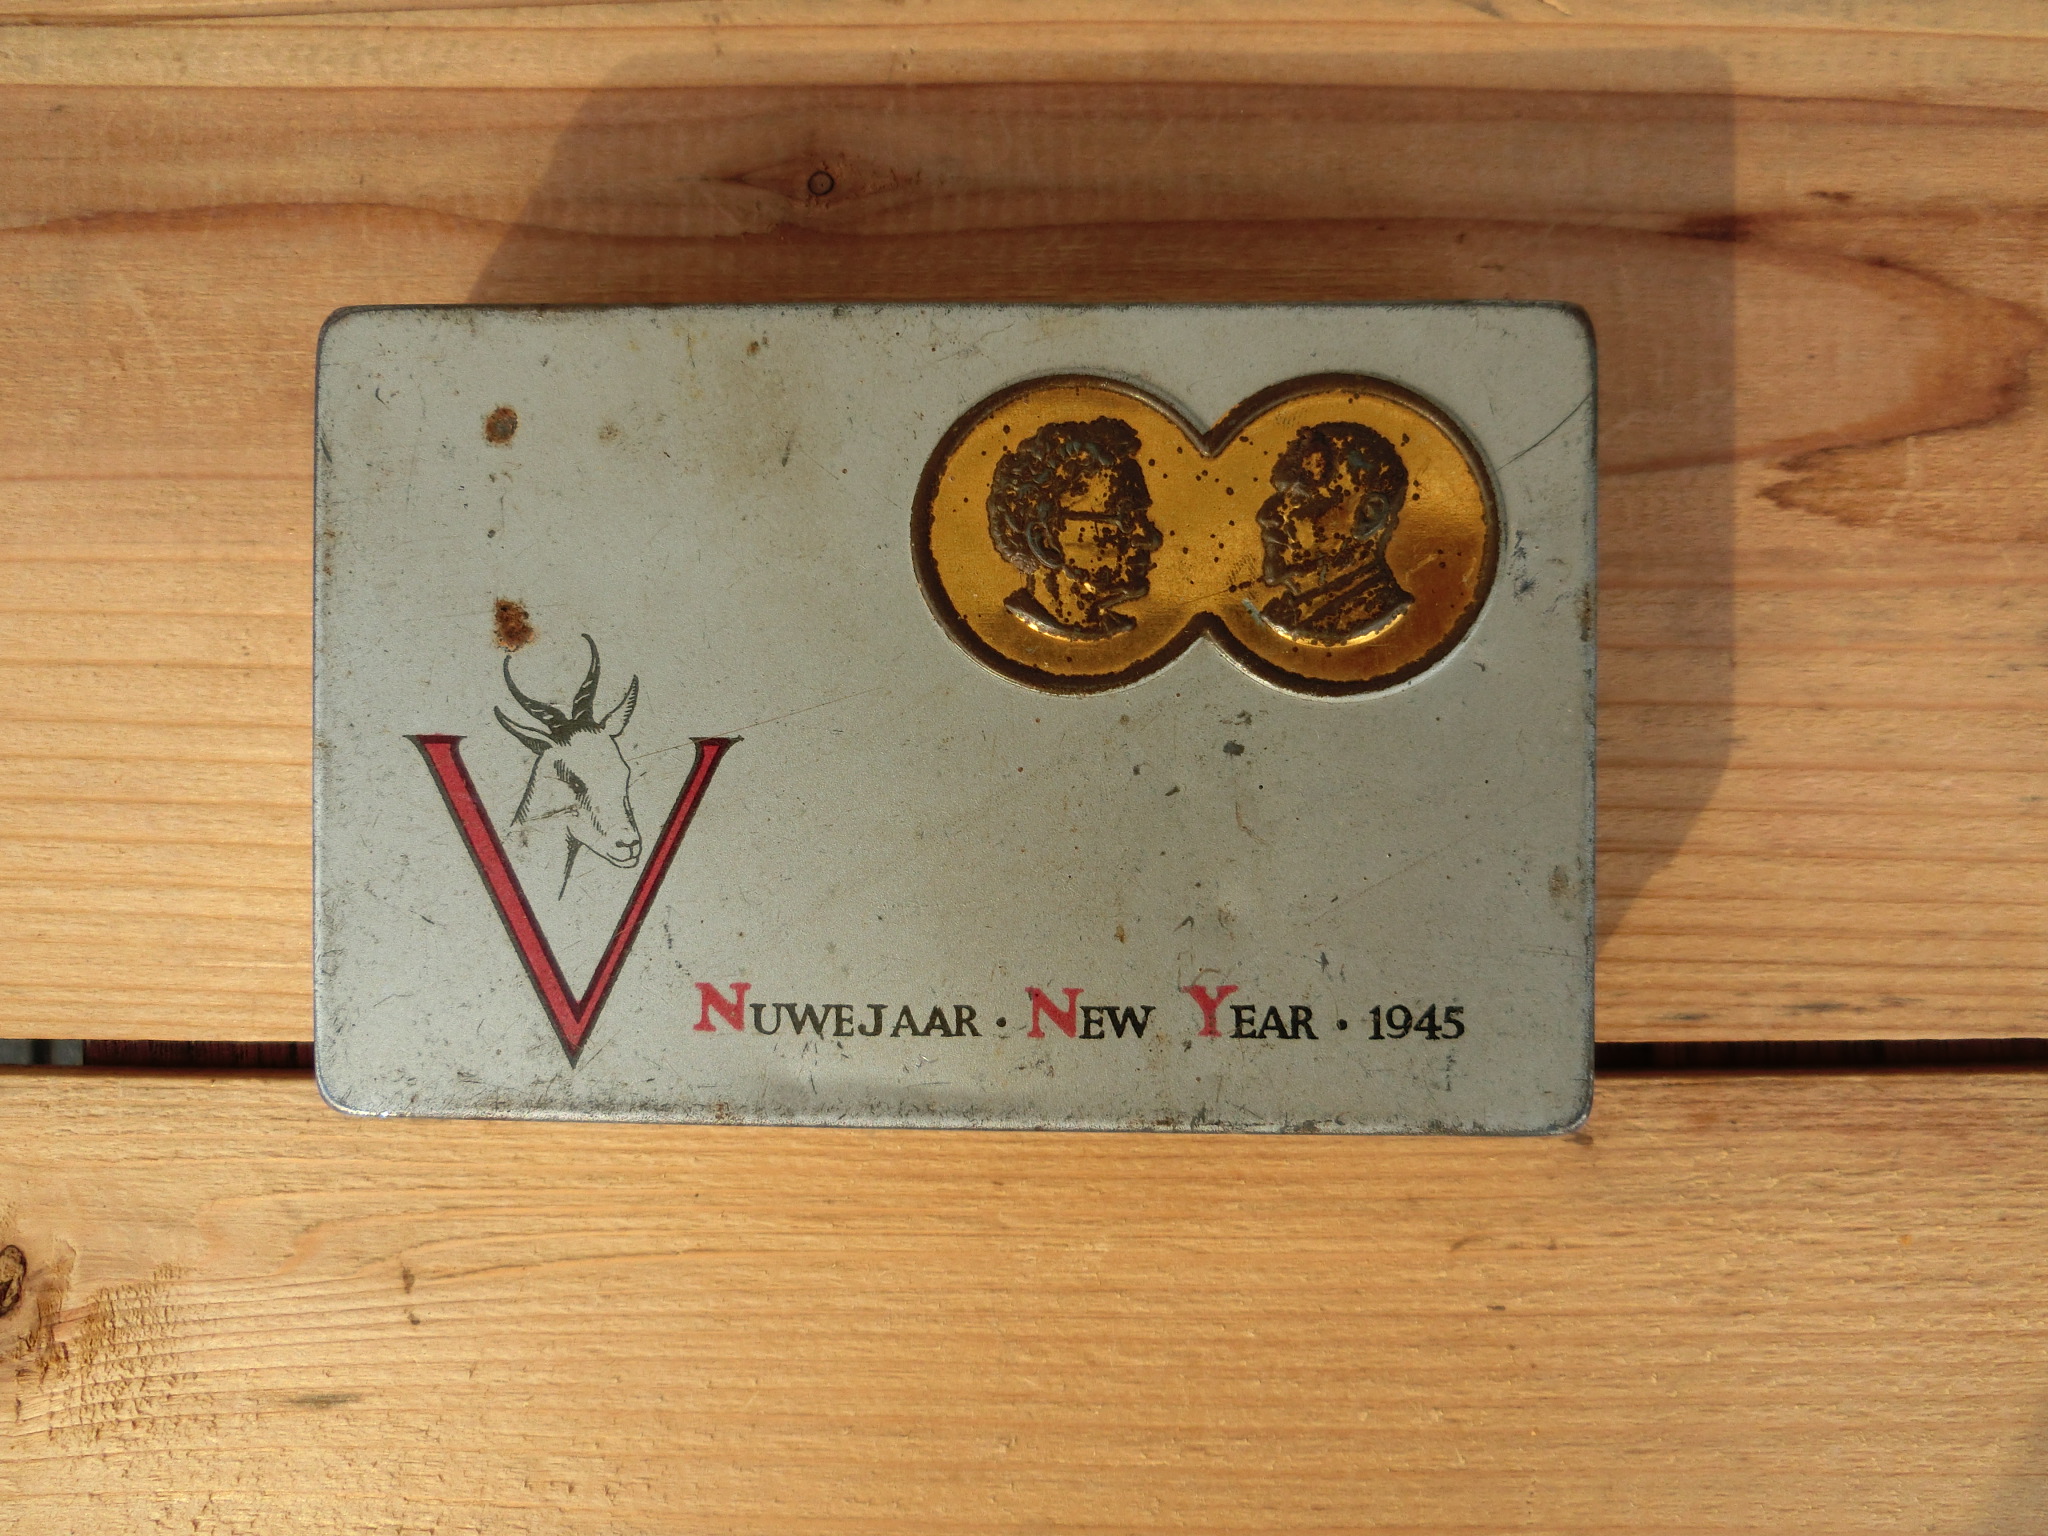 V
NUWEJAAR · NEW YEAR · 1945